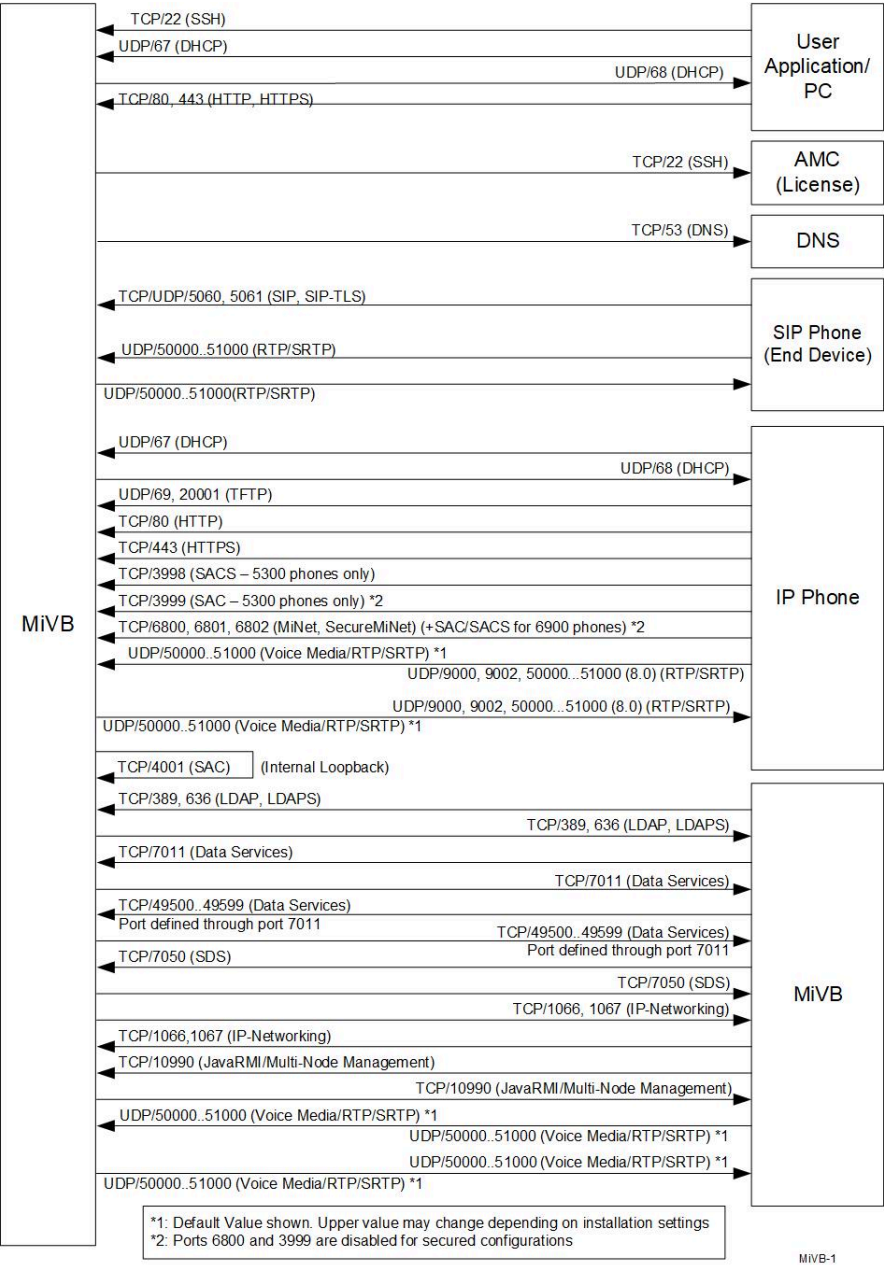 TCP/22 (SSH)
UDP/67 (DHCP)
UDP/68 (DHCP)
TCP/80, 443 (HTTP, HTTPS)
User
Application/
PC
TCP/22 (SSH)
AMC
(License)
TCP/53 (DNS)
DNS
TCP/UDP/5060, 5061 (SIP, SIP-TLS)
UDP/50000..51000 (RTP/SRTP)
UDP/50000..51000(RTP/SRTP)
SIP Phone
(End Device)
UDP/67 (DHCP)
UDP/68 (DHCP)
UDP/69, 20001 (TFTP)
TCP/80 (HTTP)
TCP/443 (HTTPS)
TCP/3998 (SACS – 5300 phones only)
TCP/3999 (SAC – 5300 phones only) *2
TCP/6800, 6801, 6802 (MiNet, SecureMiNet) (+SAC/SACS for 6900 phones) *2
UDP/50000..51000 (Voice Media/RTP/SRTP) *1
UDP/9000, 9002, 50000...51000 (8.0) (RTP/SRTP)
UDP/9000, 9002, 50000...51000 (8.0) (RTP/SRTP)
UDP/50000..51000 (Voice Media/RTP/SRTP) *1
IP Phone
MiVB
TCP/4001 (SAC)
(Internal Loopback)
TCP/389, 636 (LDAP, LDAPS)
TCP/389, 636 (LDAP, LDAPS)
TCP/7011 (Data Services)
TCP/7011 (Data Services)
TCP/49500..49599 (Data Services)
Port defined through port 7011
TCP/49500..49599 (Data Services)
Port defined through port 7011
TCP/7050 (SDS)
TCP/7050 (SDS)
TCP/1066, 1067 (IP-Networking)
TCP/1066,1067 (IP-Networking)
TCP/10990 (JavaRMI/Multi-Node Management)
TCP/10990 (JavaRMI/Multi-Node Management)
UDP/50000..51000 (Voice Media/RTP/SRTP) *1
UDP/50000..51000 (Voice Media/RTP/SRTP) *1
UDP/50000..51000 (Voice Media/RTP/SRTP) *1
UDP/50000..51000 (Voice Media/RTP/SRTP) *1
MiVB
*1: Default Value shown. Upper value may change depending on installation settings
*2: Ports 6800 and 3999 are disabled for secured configurations
MiVB-1